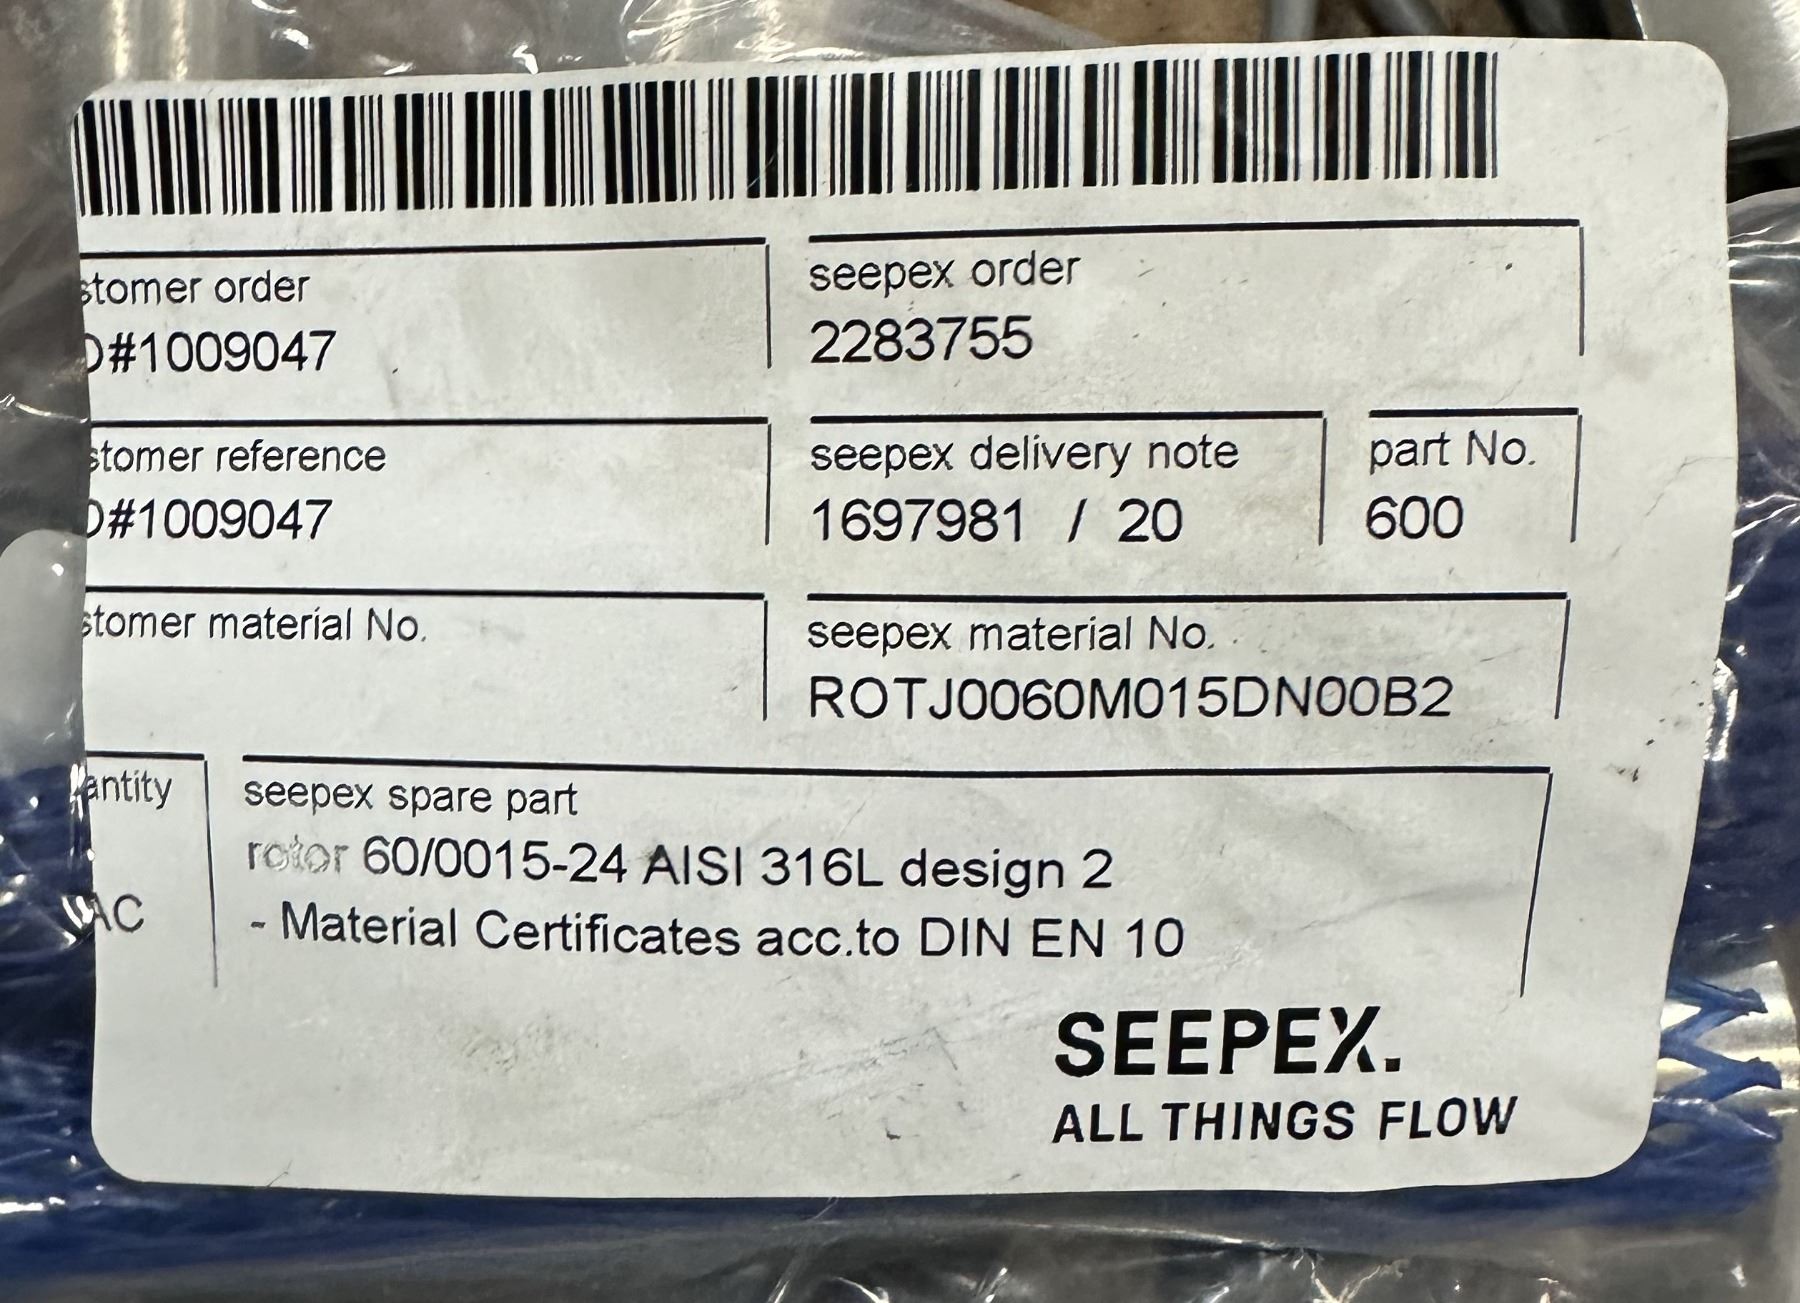 stomer order
seepex order
O#1009047
2283755
stomer reference
seepex delivery note
part No.
O#1009047
1697981 / 20
600
stomer material No.
seepex material No.
ROTJ0060M015DN00B2
antity
seepex spare part
rotor 60/0015-24 AISI 316L design 2
AC
- Material Certificates acc.to DIN EN 10
SEEPEX.
ALL THINGS FLOW